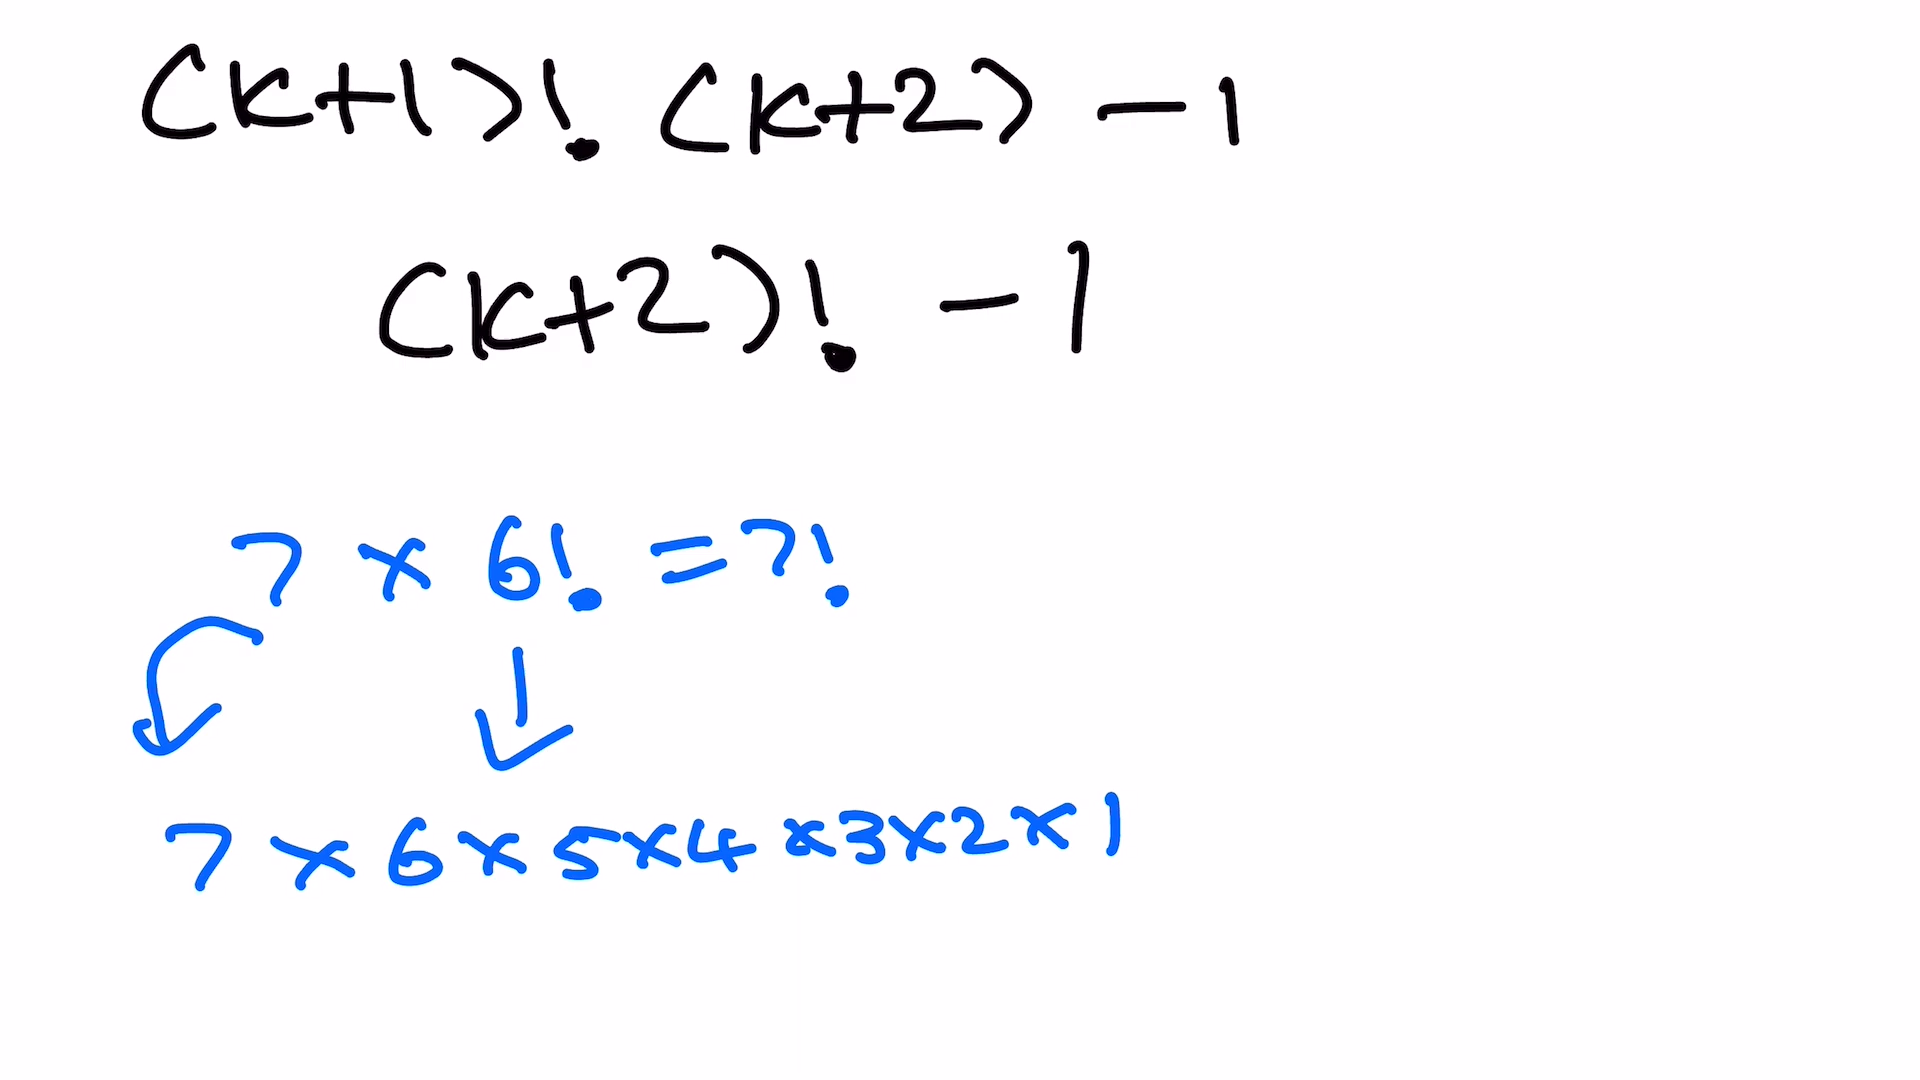 (k+1)! (k+2) - 1
(k+2)! - 1
7 × 6! = 7!
7 × 6 × 5 × 4 × 3 × 2 × 1